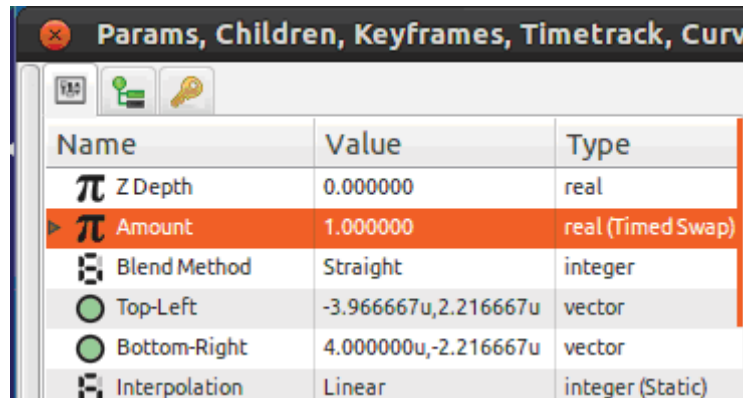 Params, Children, Keyframes, Timetrack, Curv
Name Value Type
Z Depth 0.000000 real
Amount 1.000000 real (Timed Swap)
Blend Method Straight integer
Top-Left -3.966667u,2.216667u vector
Bottom-Right 4.000000u,-2.216667u vector
Interpolation Linear integer (Static)